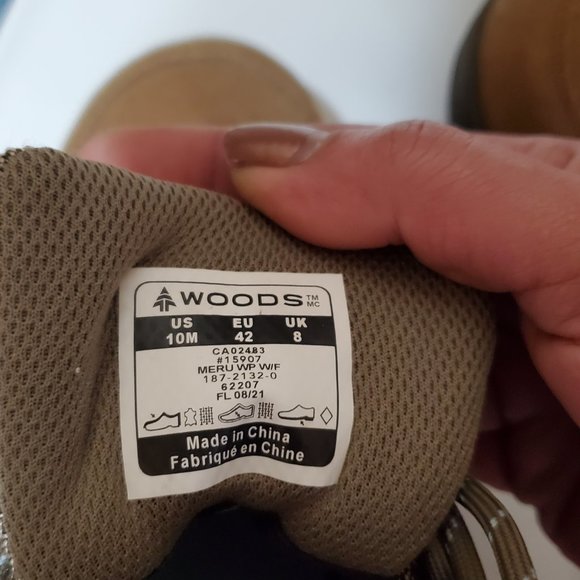 WOODS TM MC
US EU UK
10M 42 8
CA02483
#15907
MERU WP W/F
187-2132-0
62207
FL 08/21
Made in China
Fabriqué en Chine